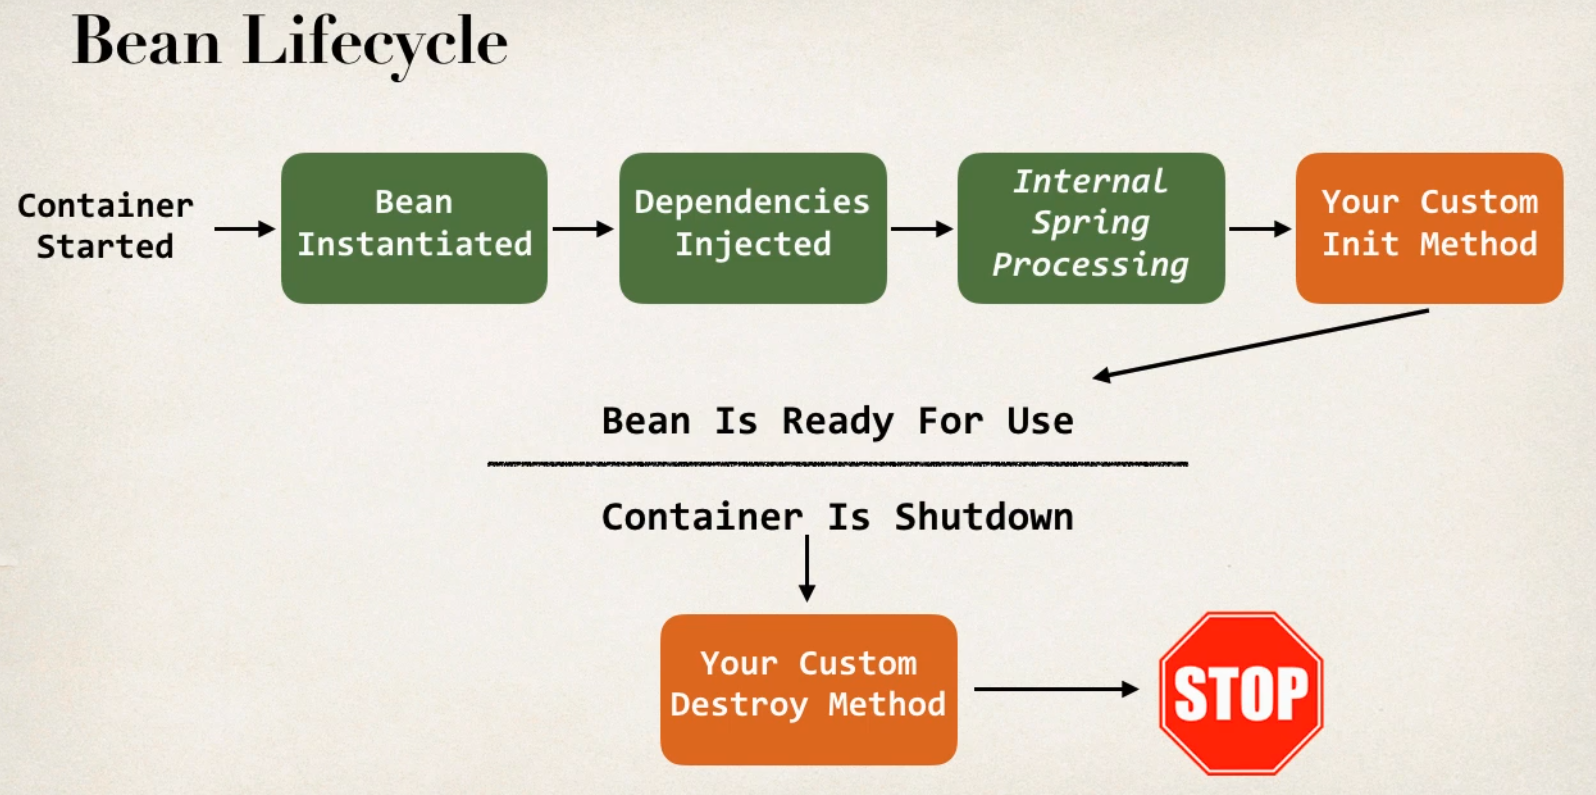 Bean Lifecycle
Container
Started
Bean
Instantiated
Dependencies
Injected
Internal
Spring
Processing
Your Custom
Init Method
Bean Is Ready For Use
Container Is Shutdown
Your Custom
Destroy Method
STOP